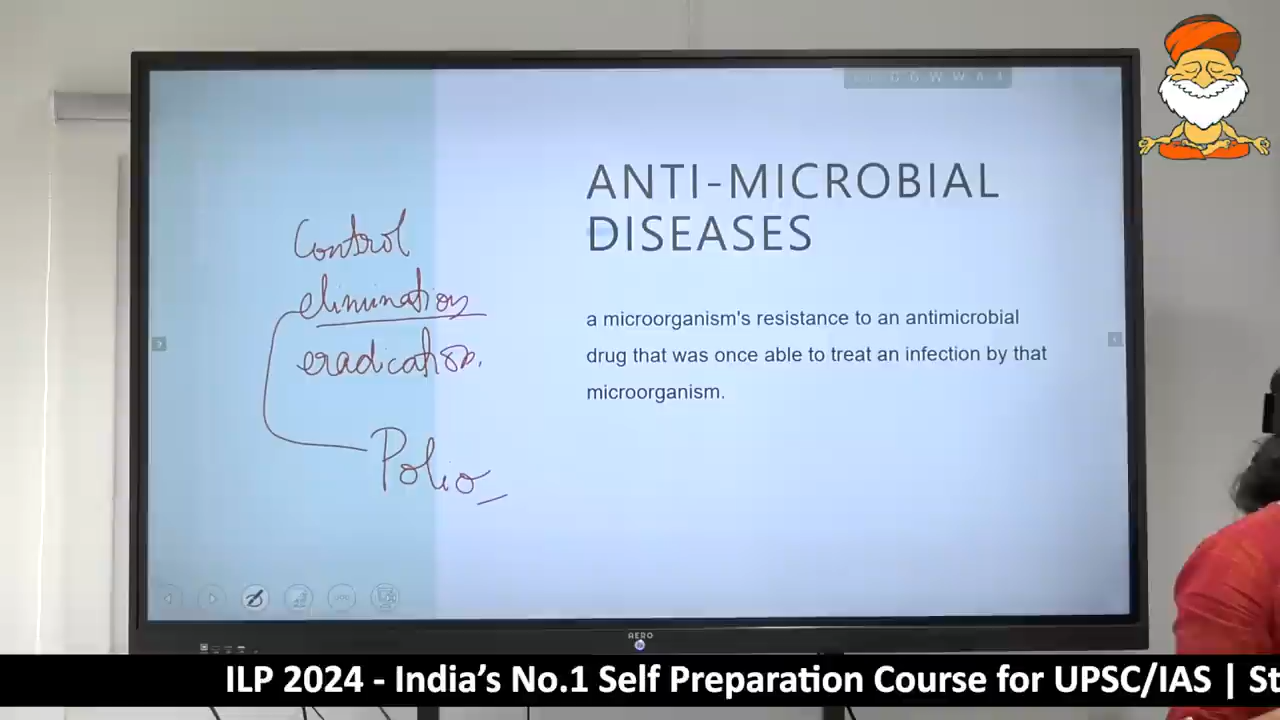 ANTI-MICROBIAL
DISEASES
a microorganism's resistance to an antimicrobial
drug that was once able to treat an infection by that
microorganism.
Control
elimination
eradication.
Polio
AERO
ILP 2024 - India's No.1 Self Preparation Course for UPSC/IAS | St